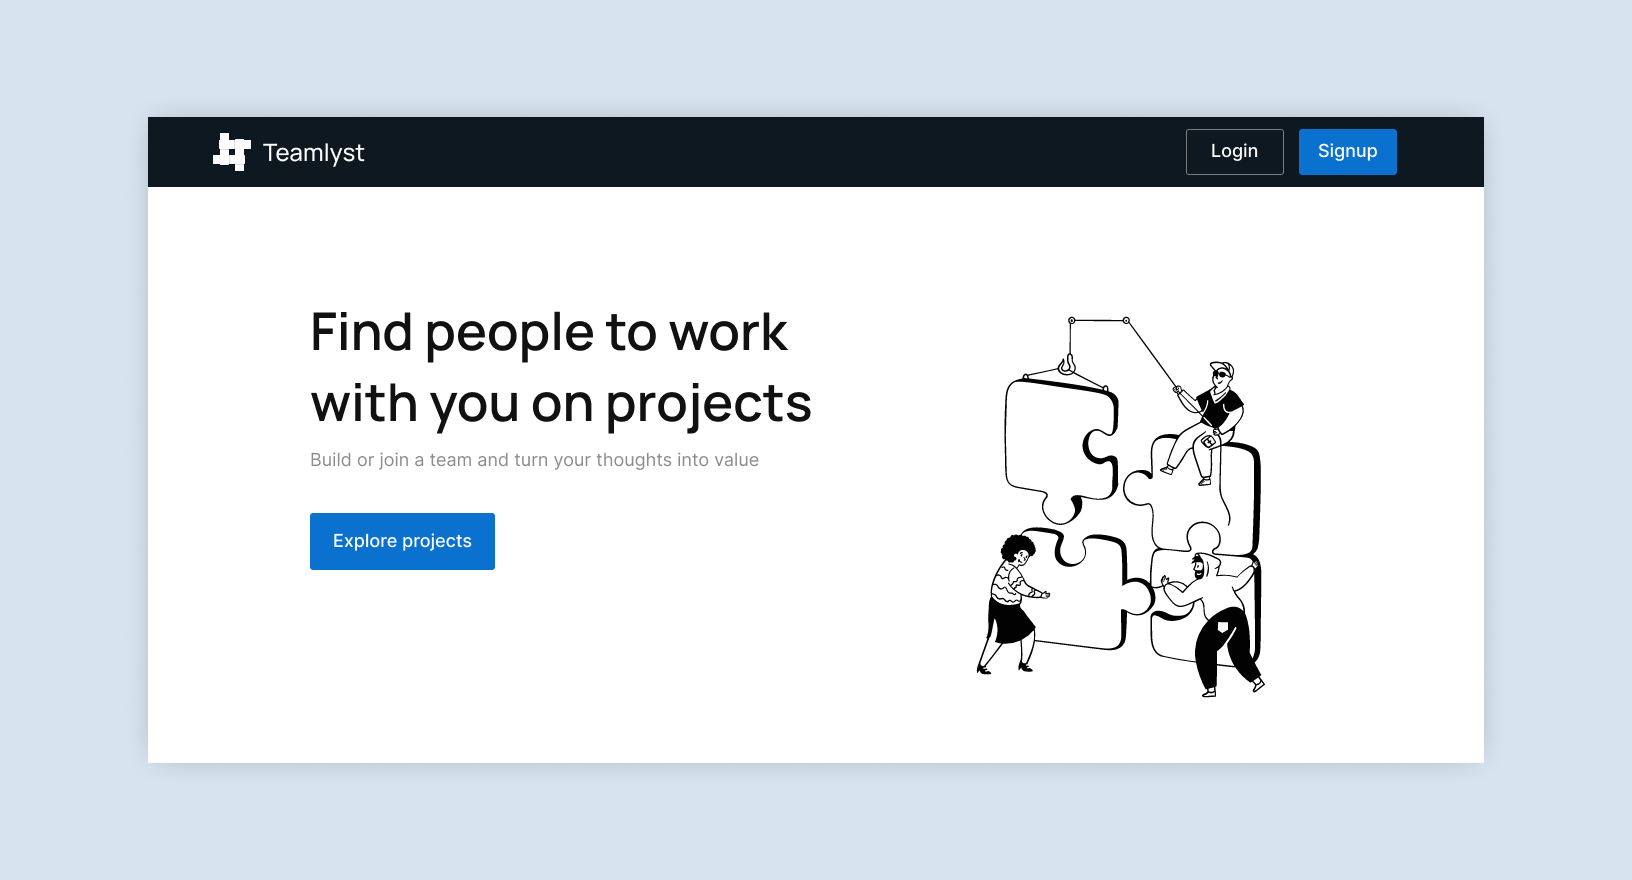 Teamlyst
Login
Signup
Find people to work
with you on projects
Build or join a team and turn your thoughts into value
Explore projects